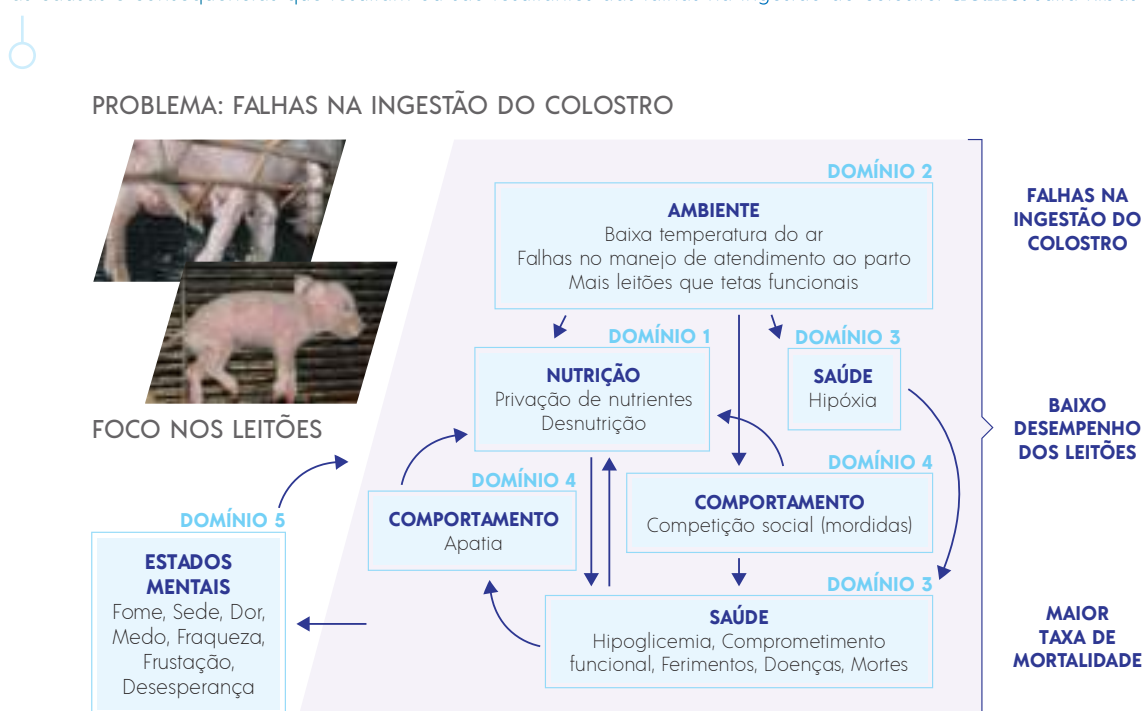 PROBLEMA: FALHAS NA INGESTÃO DO COLOSTRO
DOMÍNIO 2
AMBIENTE
Baixa temperatura do ar
Falhas no manejo de atendimento ao parto
Mais leitões que tetas funcionais
FALHAS NA
INGESTÃO DO
COLOSTRO
DOMÍNIO 1
NUTRIÇÃO
Privação de nutrientes
Desnutrição
DOMÍNIO 3
SAÚDE
Hipóxia
FOCO NOS LEITÕES
BAIXO
DESEMPENHO
DOS LEITÕES
DOMÍNIO 4
COMPORTAMENTO
Apatia
DOMÍNIO 4
COMPORTAMENTO
Competição social (mordidas)
DOMÍNIO 5
ESTADOS
MENTAIS
Fome, Sede, Dor,
Medo, Fraqueza,
Frustação,
Desesperança
DOMÍNIO 3
SAÚDE
Hipoglicemia, Comprometimento
funcional, Ferimentos, Doenças, Mortes
MAIOR
TAXA DE
MORTALIDADE